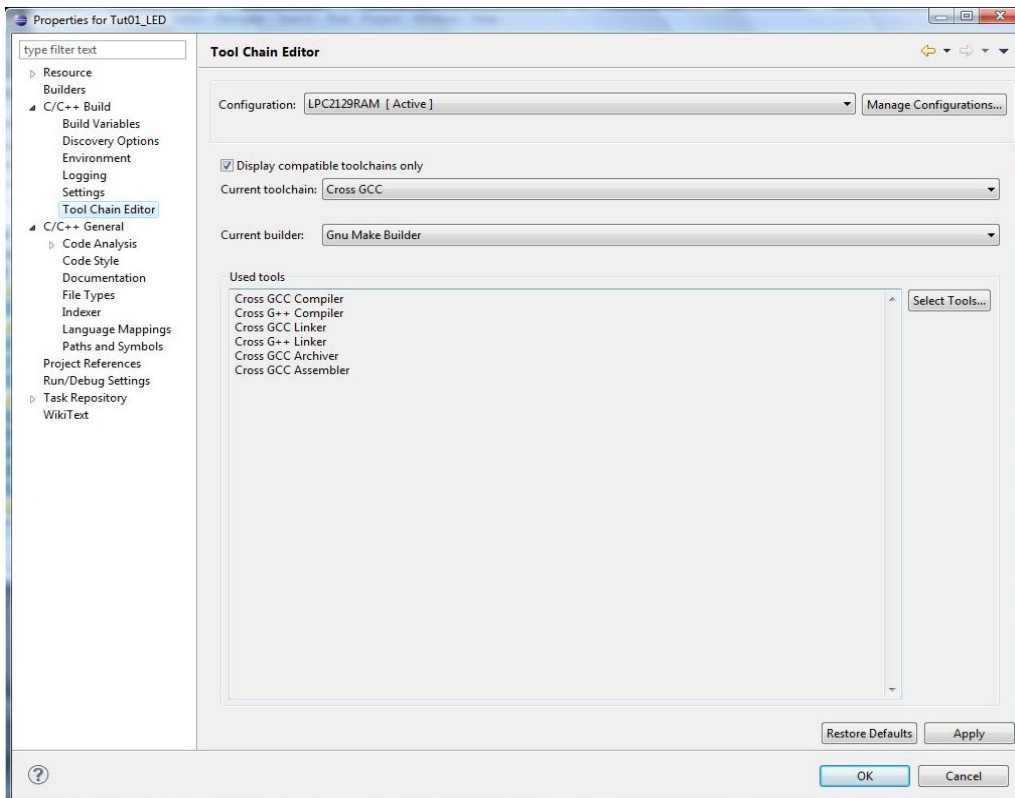 Properties for Tut01_LED
type filter text
Resource
Builders
C/C++ Build
Build Variables
Discovery Options
Environment
Logging
Settings
Tool Chain Editor
C/C++ General
Code Analysis
Code Style
Documentation
File Types
Indexer
Language Mappings
Paths and Symbols
Project References
Run/Debug Settings
Task Repository
WikiText
Tool Chain Editor
Configuration: LPC2129RAM [ Active ] Manage Configurations...
Display compatible toolchains only
Current toolchain: Cross GCC
Current builder: Gnu Make Builder
Used tools
Cross GCC Compiler
Cross G++ Compiler
Cross GCC Linker
Cross G++ Linker
Cross GCC Archiver
Cross GCC Assembler
Select Tools...
Restore Defaults Apply
OK Cancel